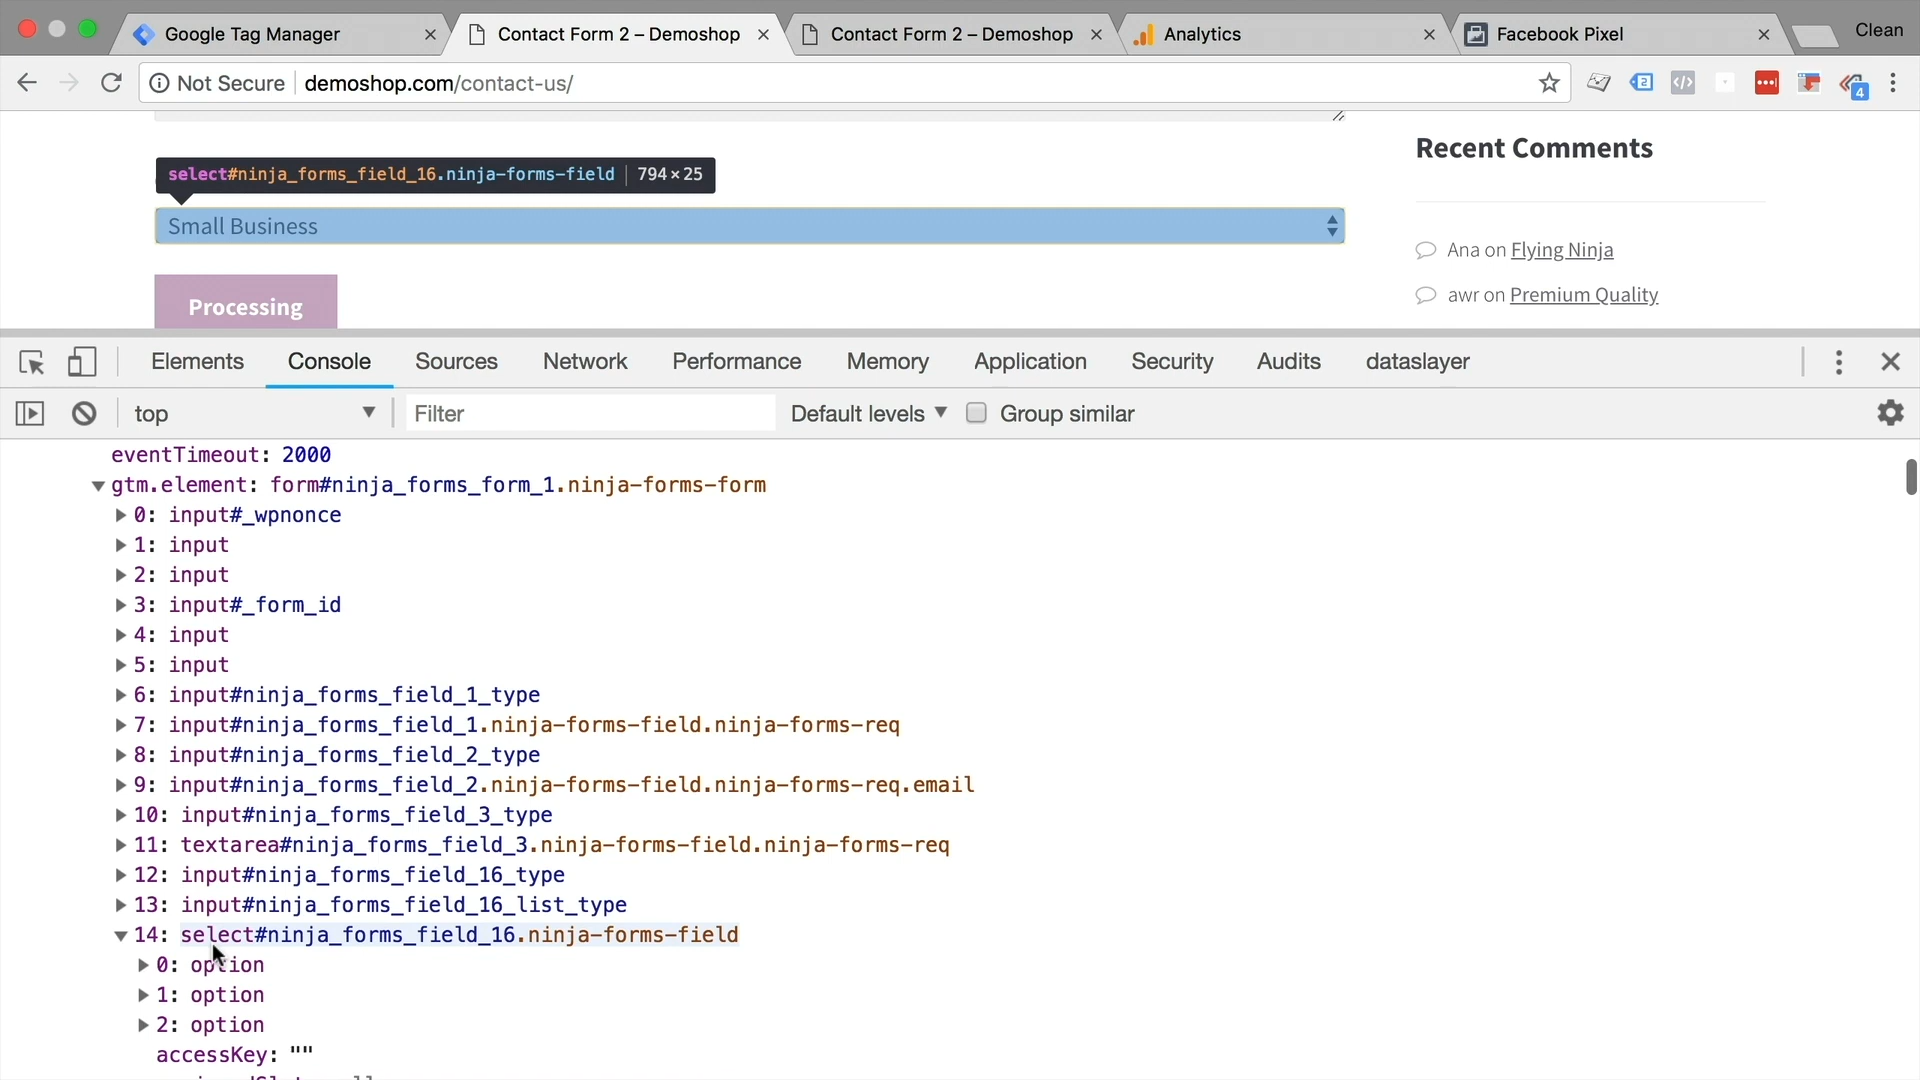 Google Tag Manager × Contact Form 2 – Demoshop × Contact Form 2 – Demoshop × Analytics × Facebook Pixel × Clean
Not Secure demoshop.com/contact-us/
2
4
Recent Comments
select#ninja_forms_field_16.ninja-forms-field 794×25
Small Business
Ana on Flying Ninja
awr on Premium Quality
Processing
Elements Console Sources Network Performance Memory Application Security Audits dataslayer
top Filter Default levels Group similar
eventTimeout: 2000
gtm.element: form#ninja_forms_form_1.ninja-forms-form
0: input#_wpnonce
1: input
2: input
3: input#_form_id
4: input
5: input
6: input#ninja_forms_field_1_type
7: input#ninja_forms_field_1.ninja-forms-field.ninja-forms-req
8: input#ninja_forms_field_2_type
9: input#ninja_forms_field_2.ninja-forms-field.ninja-forms-req.email
10: input#ninja_forms_field_3_type
11: textarea#ninja_forms_field_3.ninja-forms-field.ninja-forms-req
12: input#ninja_forms_field_16_type
13: input#ninja_forms_field_16_list_type
14: select#ninja_forms_field_16.ninja-forms-field
0: option
1: option
2: option
accessKey: ""